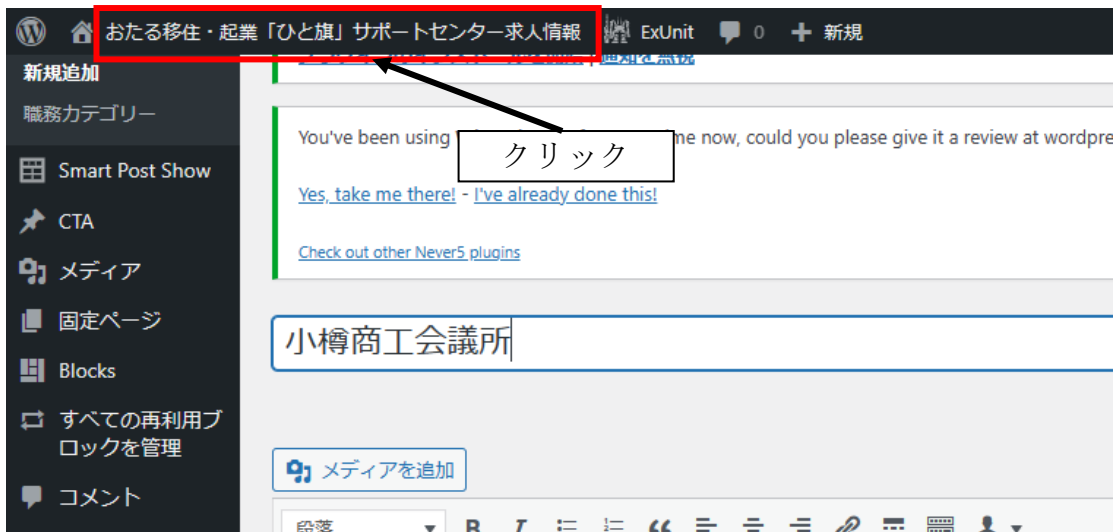 おたる移住・起業「ひと旗」サポートセンター求人情報 ExUnit 0 新規
新規追加
職務カテゴリー
Smart Post Show
CTA
メディア
固定ページ
Blocks
すべての再利用ブ
ロックを管理
コメント
通知を無視
You've been using
me now, could you please give it a review at wordpre
クリック
Yes, take me there! - I've already done this!
Check out other Never5 plugins
小樽商工会議所
メディアを追加
段落 B I